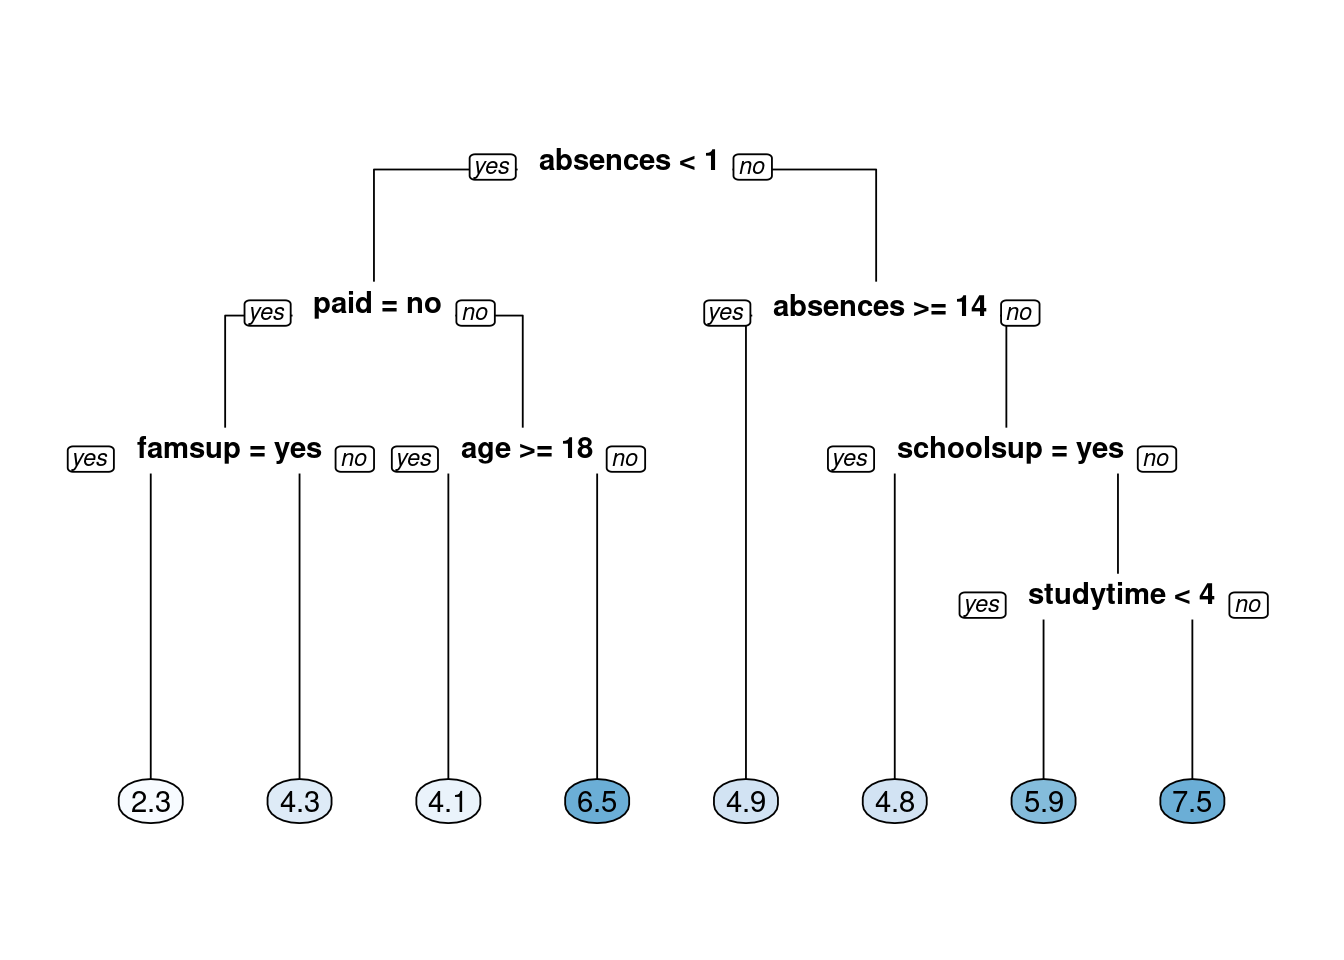 yes absences < 1 no
yes paid = no no
yes absences >= 14 no
yes famsup = yes no
yes age >= 18 no
yes schoolsup = yes no
yes studytime < 4 no
2.3 4.3 4.1 6.5 4.9 4.8 5.9 7.5